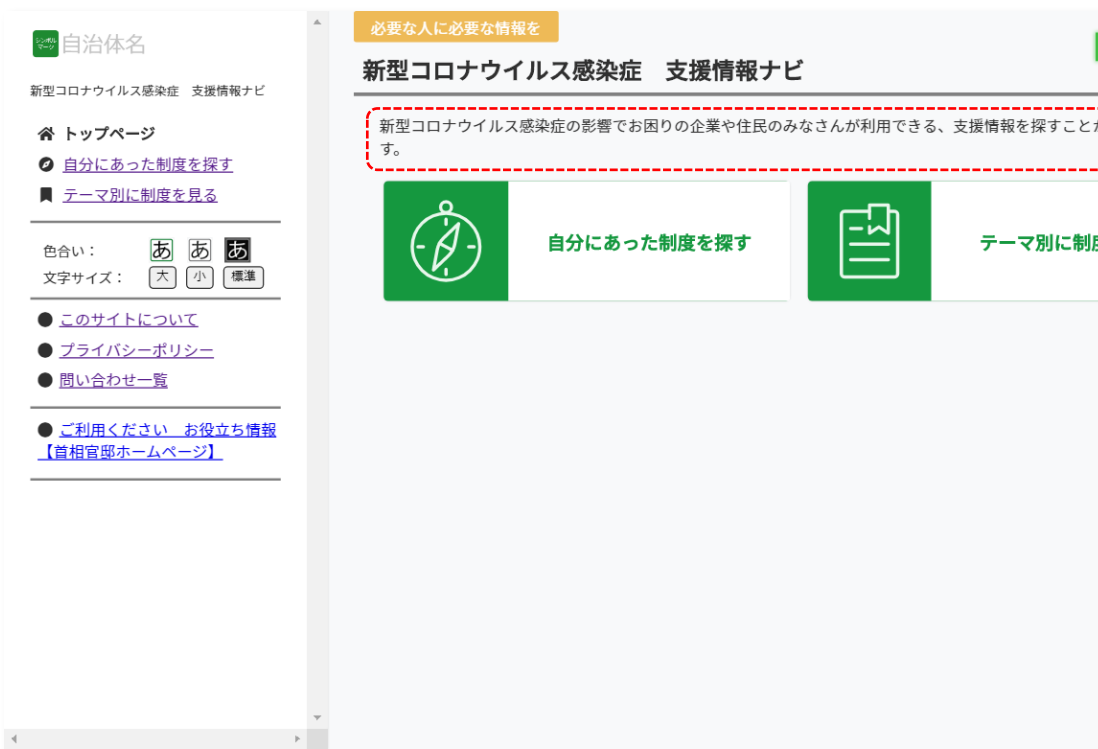 シンボル
マーク
自治体名
新型コロナウイルス感染症　支援情報ナビ
トップページ
自分にあった制度を探す
テーマ別に制度を見る
色合い： あ あ あ
文字サイズ： 大 小 標準
このサイトについて
プライバシーポリシー
問い合わせ一覧
ご利用ください　お役立ち情報
【首相官邸ホームページ】
必要な人に必要な情報を
新型コロナウイルス感染症　支援情報ナビ
新型コロナウイルス感染症の影響でお困りの企業や住民のみなさんが利用できる、支援情報を探すこと
す。
自分にあった制度を探す
テーマ別に制